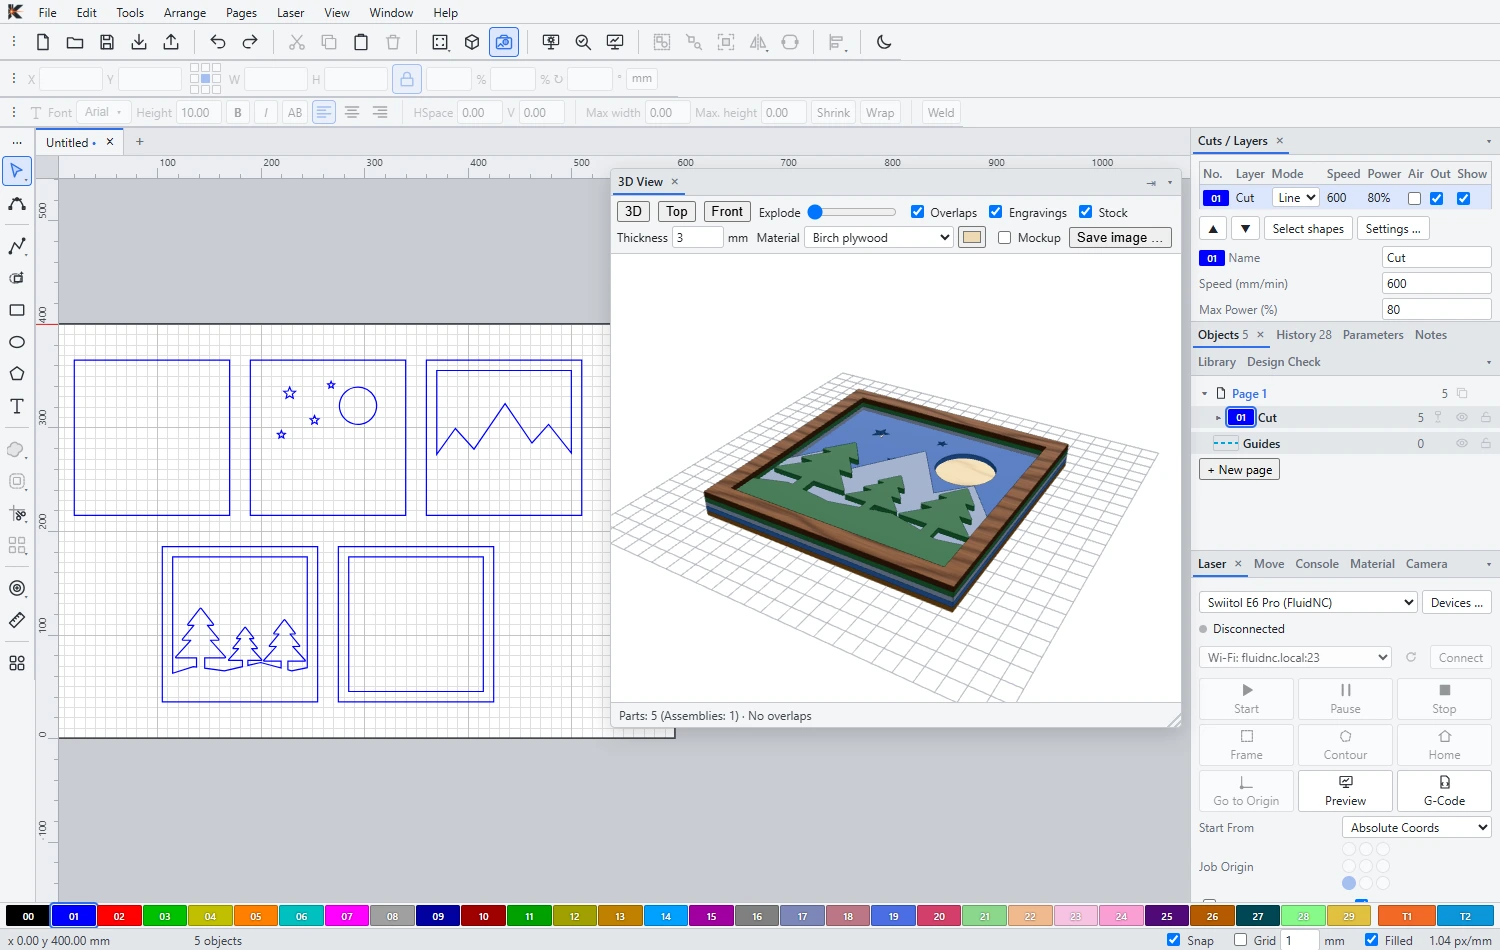 File Edit Tools Arrange Pages Laser View Window Help
X Y W H % % ° mm
Font Arial Height 10.00 B I AB HSpace 0.00 V 0.00 Max width 0.00 Max. height 0.00 Shrink Wrap Weld
Untitled • × +
100 200 300 400 500 600 700 800 900 1000
500
400
300
200
100
0
-100
3D View ×
3D Top Front Explode Overlaps Engravings Stock
Thickness 3 mm Material Birch plywood Mockup Save image ...
Parts: 5 (Assemblies: 1) · No overlaps
Cuts / Layers ×
No. Layer Mode Speed Power Air Out Show
01 Cut Line 600 80%
▲ ▼ Select shapes Settings ...
01 Name Cut
Speed (mm/min) 600
Max Power (%) 80
Objects 5 × History 28 Parameters Notes
Library Design Check
Page 1 5
01 Cut 5
Guides 0
+ New page
Laser × Move Console Material Camera
Swiitol E6 Pro (FluidNC) Devices ...
Disconnected
Wi-Fi: fluidnc.local:23 Connect
Start Pause Stop
Frame Contour Home
Go to Origin Preview G-Code
Start From Absolute Coords
Job Origin
00 01 02 03 04 05 06 07 08 09 10 11 12 13 14 15 16 17 18 19 20 21 22 23 24 25 26 27 28 29 T1 T2
x 0.00 y 400.00 mm 5 objects Snap Grid 1 mm Filled 1.04 px/mm